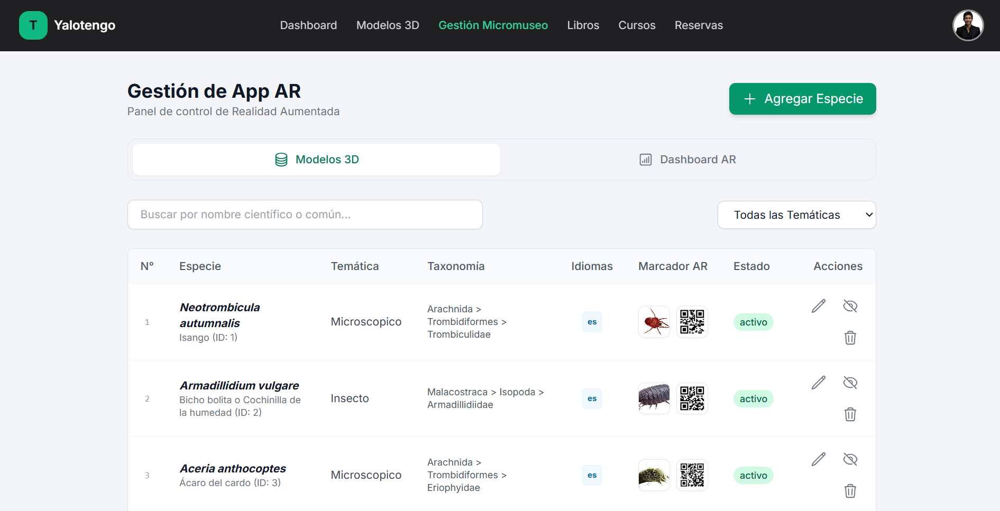 T Yalotengo Dashboard Modelos 3D Gestión Micromuseo Libros Cursos Reservas
Gestión de App AR
Panel de control de Realidad Aumentada
+ Agregar Especie
Modelos 3D Dashboard AR
Buscar por nombre científico o común...
Todas las Temáticas
N° Especie Temática Taxonomía Idiomas Marcador AR Estado Acciones
1
Neotrombicula
autumnalis
Isango (ID: 1)
Microscopico
Arachnida >
Trombidiformes >
Trombiculidae
es
activo
2
Armadillidium vulgare
Bicho bolita o Cochinilla de
la humedad (ID: 2)
Insecto
Malacostraca > Isopoda >
Armadillidiidae
es
activo
3
Aceria anthocoptes
Ácaro del cardo (ID: 3)
Microscopico
Arachnida >
Trombidiformes >
Eriophyidae
es
activo